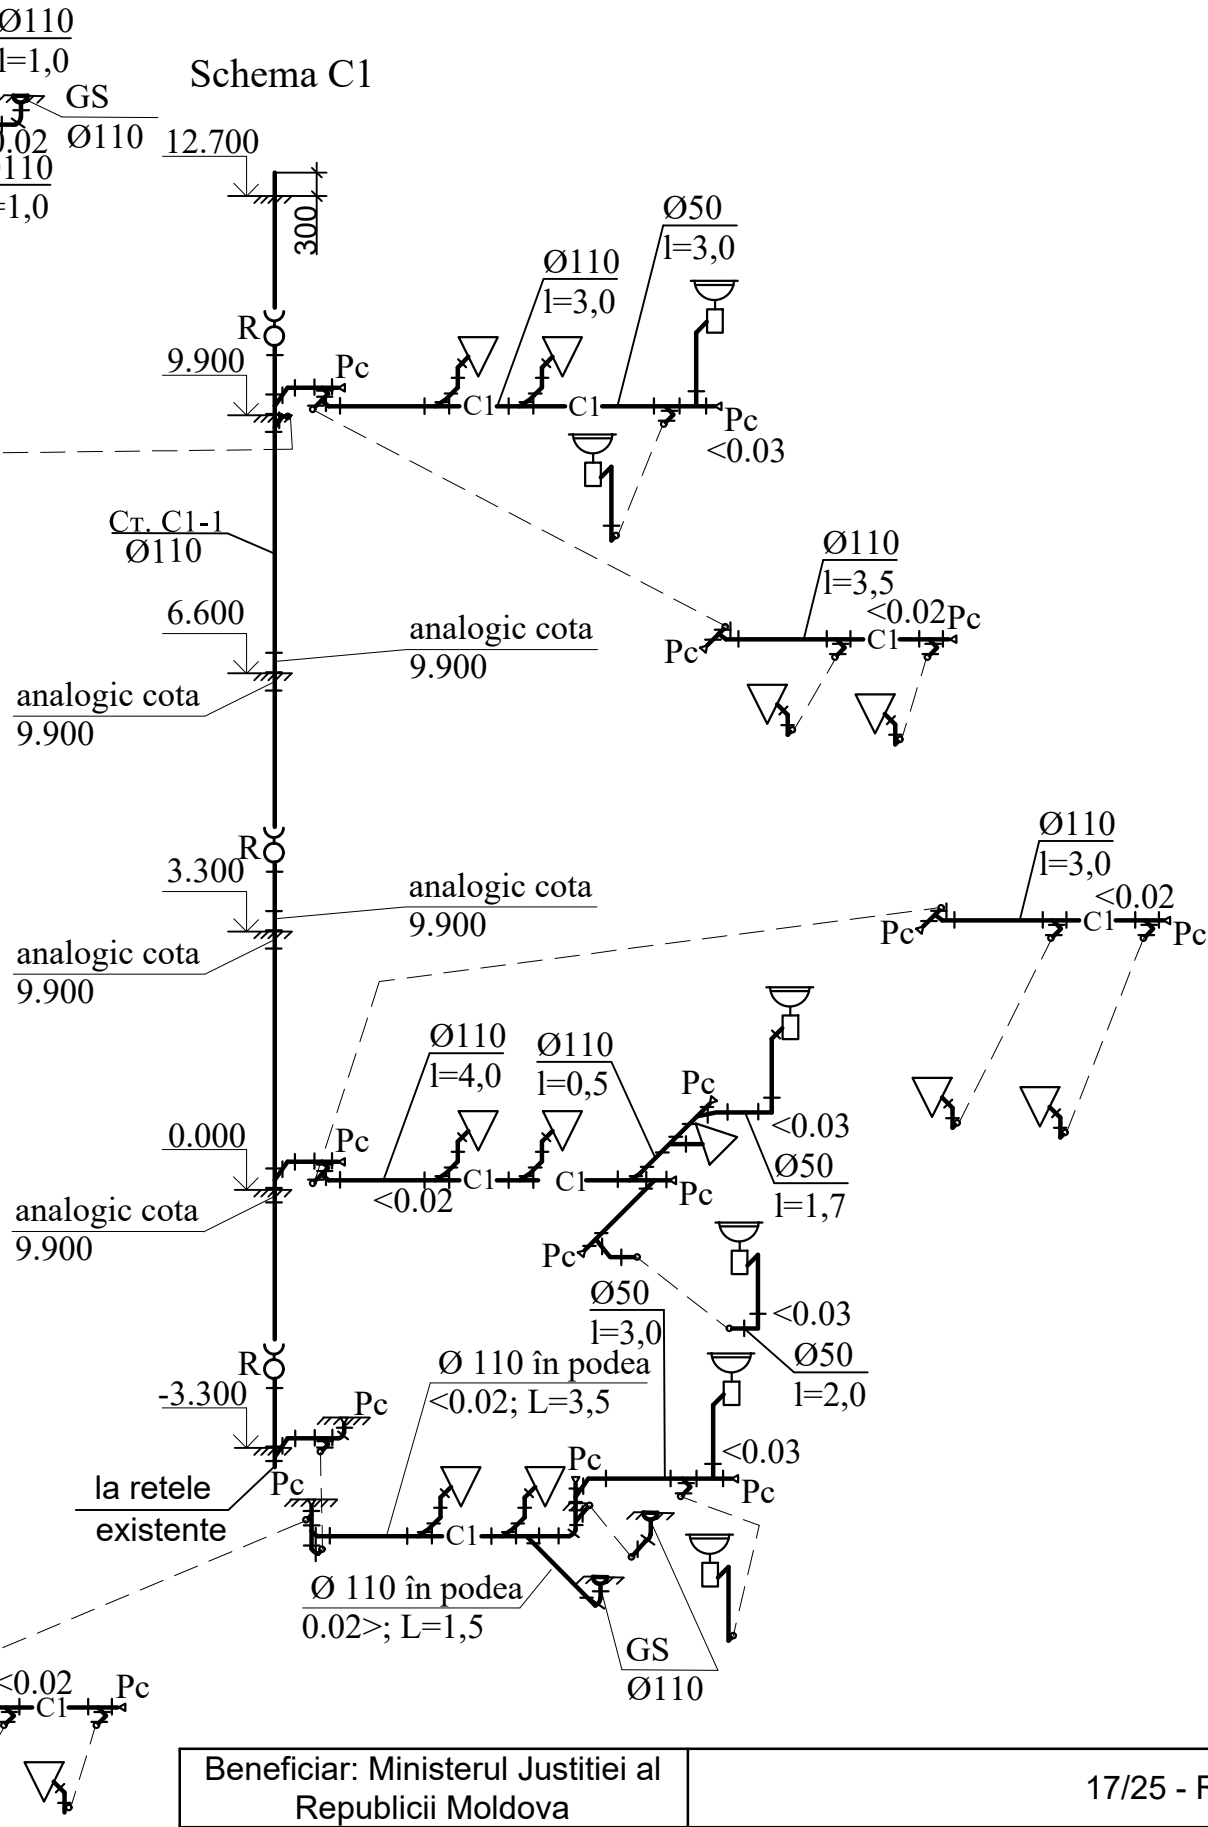 Ø110
l=1,0
Schema C1
GS
Ø110
0.02
110
=1,0
12.700
300
Ø50
l=3,0
Ø110
l=3,0
R
9.900
Pc
C1
C1
Pc
<0.03
Ст. C1-1
Ø110
Ø110
l=3,5
<0.02
Pc
C1
Pc
6.600
analogic cota
9.900
analogic cota
9.900
R
3.300
analogic cota
9.900
analogic cota
9.900
Ø110
l=3,0
<0.02
Pc
C1
Pc
Ø110
l=4,0
Ø110
l=0,5
Pc
<0.03
Ø50
l=1,7
0.000
Pc
C1
C1
Pc
<0.02
analogic cota
9.900
Pc
<0.03
Ø50
l=2,0
Ø50
l=3,0
R
-3.300
Pc
Ø 110 în podea
<0.02; L=3,5
<0.03
Pc
Pc
Pc
la retele
existente
C1
Ø 110 în podea
0.02>; L=1,5
GS
Ø110
<0.02
C1
Pc
Beneficiar: Ministerul Justitiei al
Republicii Moldova
17/25 - R